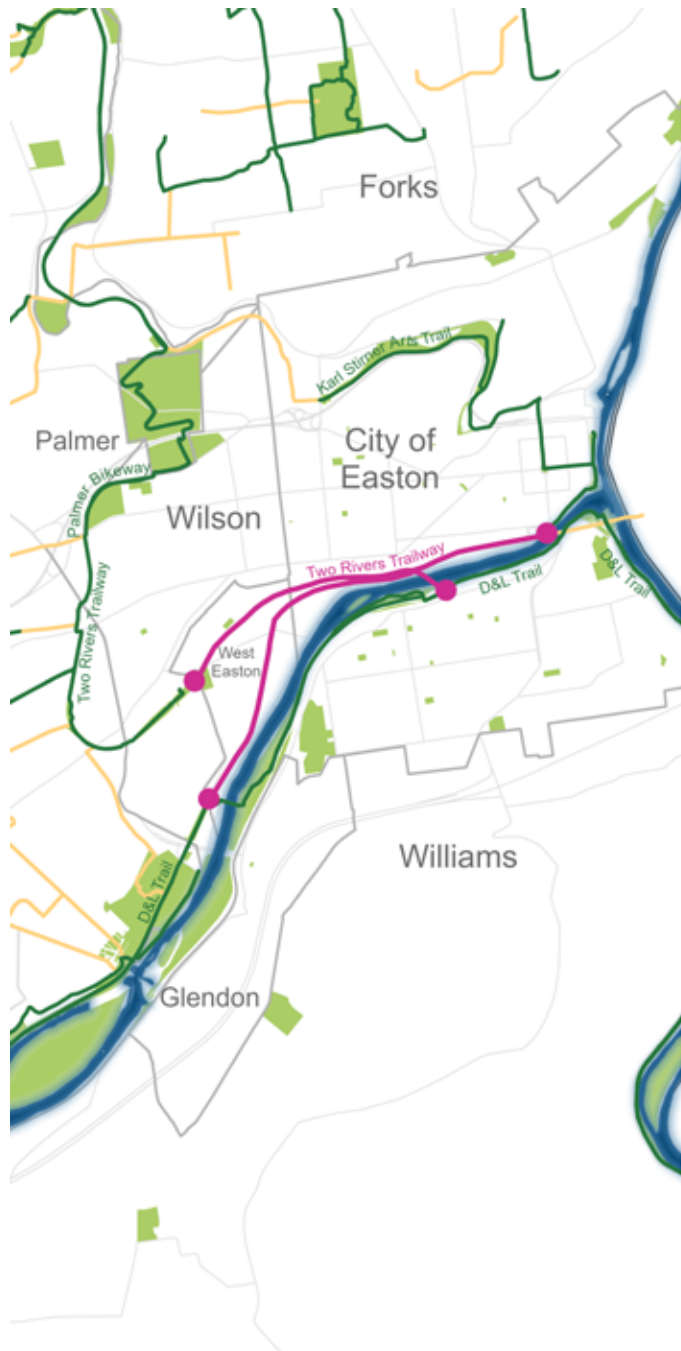 Forks
Karl Stirner Arts Trail
Palmer
City of
Easton
Palmer Bikeway
Wilson
Two Rivers Trailway
D&L Trail
D&L Trail
Two Rivers Trailway
West
Easton
Williams
D&L Trail
Glendon